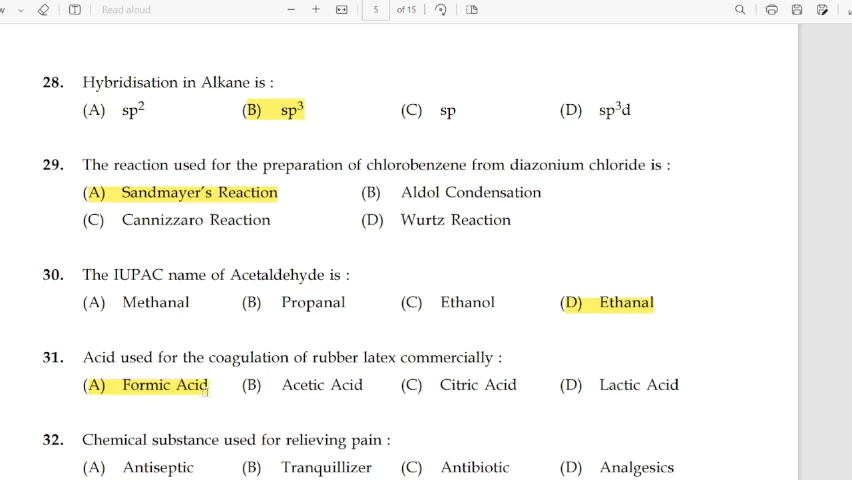 Read aloud
5 of 15
28. Hybridisation in Alkane is :
(A) sp² (B) sp³ (C) sp (D) sp³d
29. The reaction used for the preparation of chlorobenzene from diazonium chloride is :
(A) Sandmayer's Reaction (B) Aldol Condensation
(C) Cannizzaro Reaction (D) Wurtz Reaction
30. The IUPAC name of Acetaldehyde is :
(A) Methanal (B) Propanal (C) Ethanol (D) Ethanal
31. Acid used for the coagulation of rubber latex commercially :
(A) Formic Acid (B) Acetic Acid (C) Citric Acid (D) Lactic Acid
32. Chemical substance used for relieving pain :
(A) Antiseptic (B) Tranquillizer (C) Antibiotic (D) Analgesics